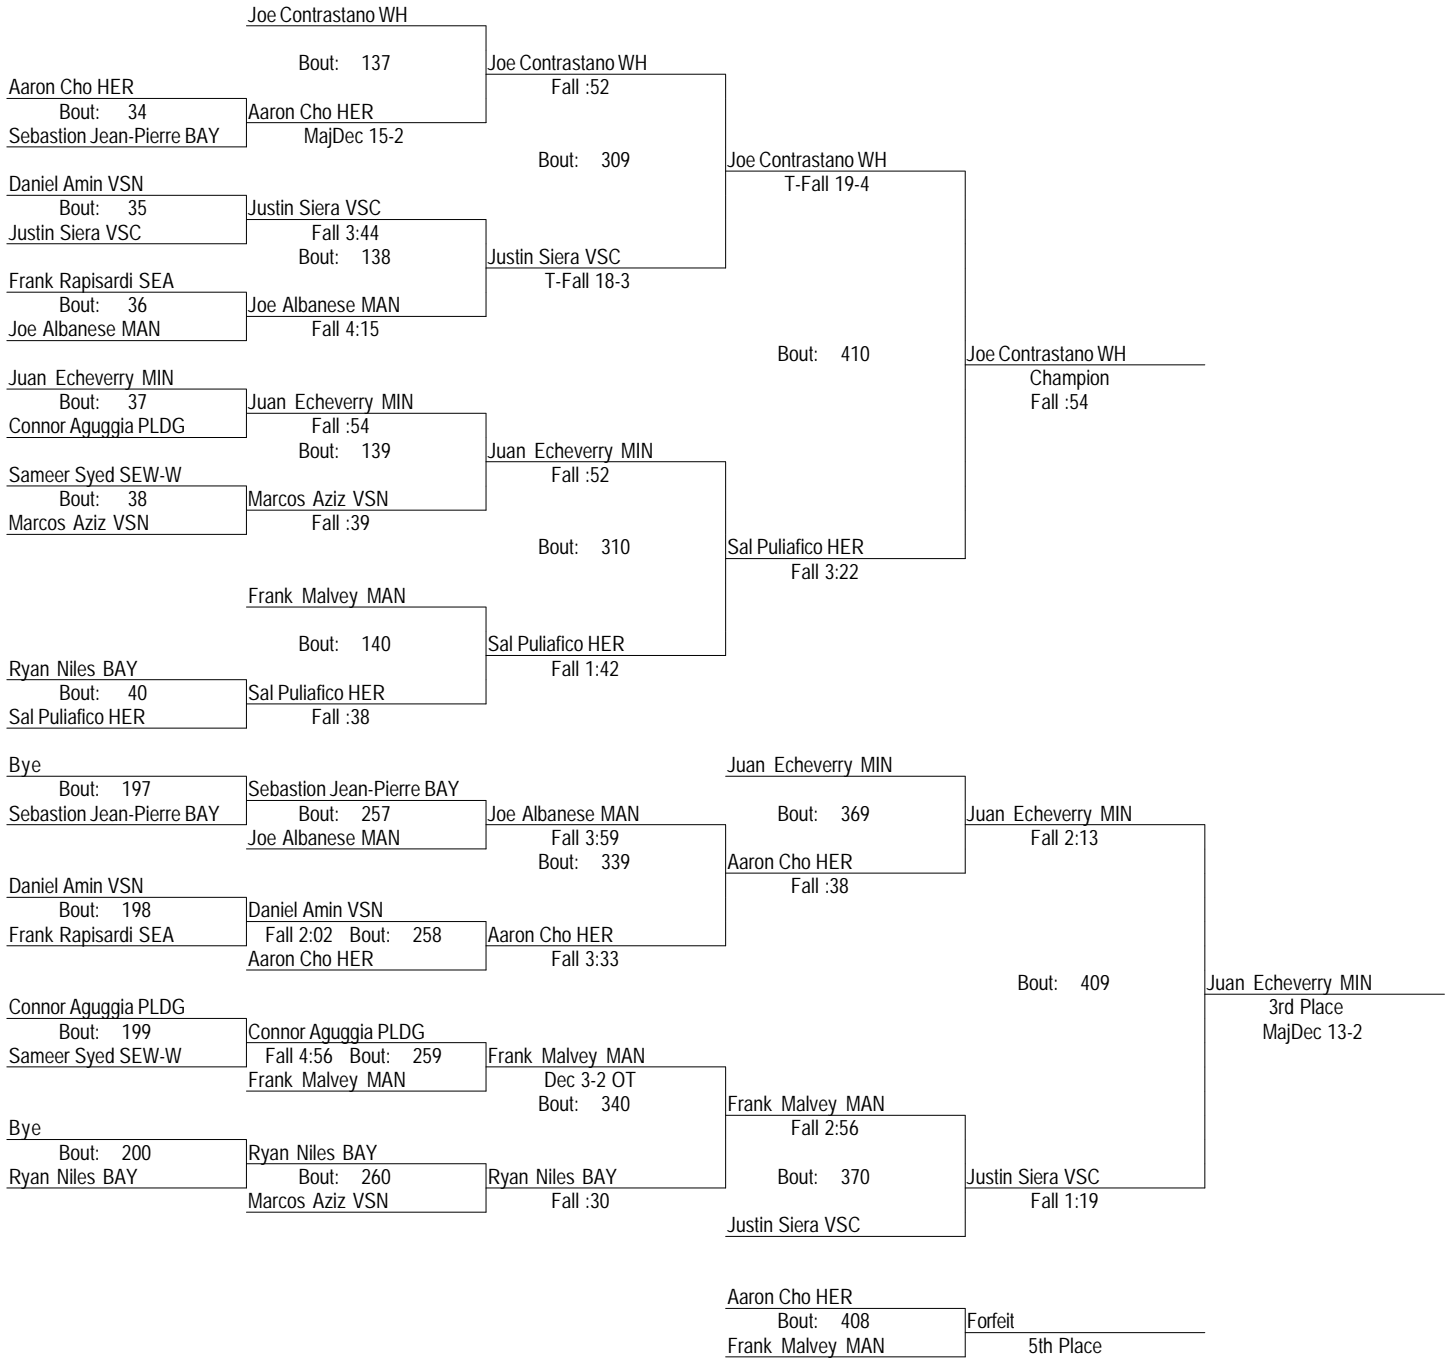 Joe Contrastano WH
Bout: 137
Joe Contrastano WH
Aaron Cho HER
Fall :52
Bout: 34
Aaron Cho HER
Sebastion Jean-Pierre BAY
MajDec 15-2
Bout: 309
Joe Contrastano WH
Daniel Amin VSN
T-Fall 19-4
Bout: 35
Justin Siera VSC
Justin Siera VSC
Fall 3:44
Bout: 138
Justin Siera VSC
Frank Rapisardi SEA
T-Fall 18-3
Bout: 36
Joe Albanese MAN
Joe Albanese MAN
Fall 4:15
Bout: 410
Joe Contrastano WH
Juan Echeverry MIN
Champion
Bout: 37
Juan Echeverry MIN
Fall :54
Connor Aguggia PLDG
Fall :54
Bout: 139
Juan Echeverry MIN
Sameer Syed SEW-W
Fall :52
Bout: 38
Marcos Aziz VSN
Marcos Aziz VSN
Fall :39
Bout: 310
Sal Puliafico HER
Fall 3:22
Frank Malvey MAN
Bout: 140
Sal Puliafico HER
Ryan Niles BAY
Fall 1:42
Bout: 40
Sal Puliafico HER
Sal Puliafico HER
Fall :38
Bye
Juan Echeverry MIN
Bout: 197
Sebastion Jean-Pierre BAY
Sebastion Jean-Pierre BAY
Bout: 257
Joe Albanese MAN
Bout: 369
Juan Echeverry MIN
Joe Albanese MAN
Fall 3:59
Fall 2:13
Bout: 339
Aaron Cho HER
Daniel Amin VSN
Fall :38
Bout: 198
Daniel Amin VSN
Frank Rapisardi SEA
Fall 2:02 Bout: 258
Aaron Cho HER
Aaron Cho HER
Fall 3:33
Bout: 409
Juan Echeverry MIN
Connor Aguggia PLDG
3rd Place
Bout: 199
Connor Aguggia PLDG
MajDec 13-2
Sameer Syed SEW-W
Fall 4:56 Bout: 259
Frank Malvey MAN
Frank Malvey MAN
Dec 3-2 OT
Bout: 340
Frank Malvey MAN
Bye
Fall 2:56
Bout: 200
Ryan Niles BAY
Ryan Niles BAY
Bout: 260
Ryan Niles BAY
Bout: 370
Justin Siera VSC
Marcos Aziz VSN
Fall :30
Fall 1:19
Justin Siera VSC
Aaron Cho HER
Bout: 408
Forfeit
Frank Malvey MAN
5th Place